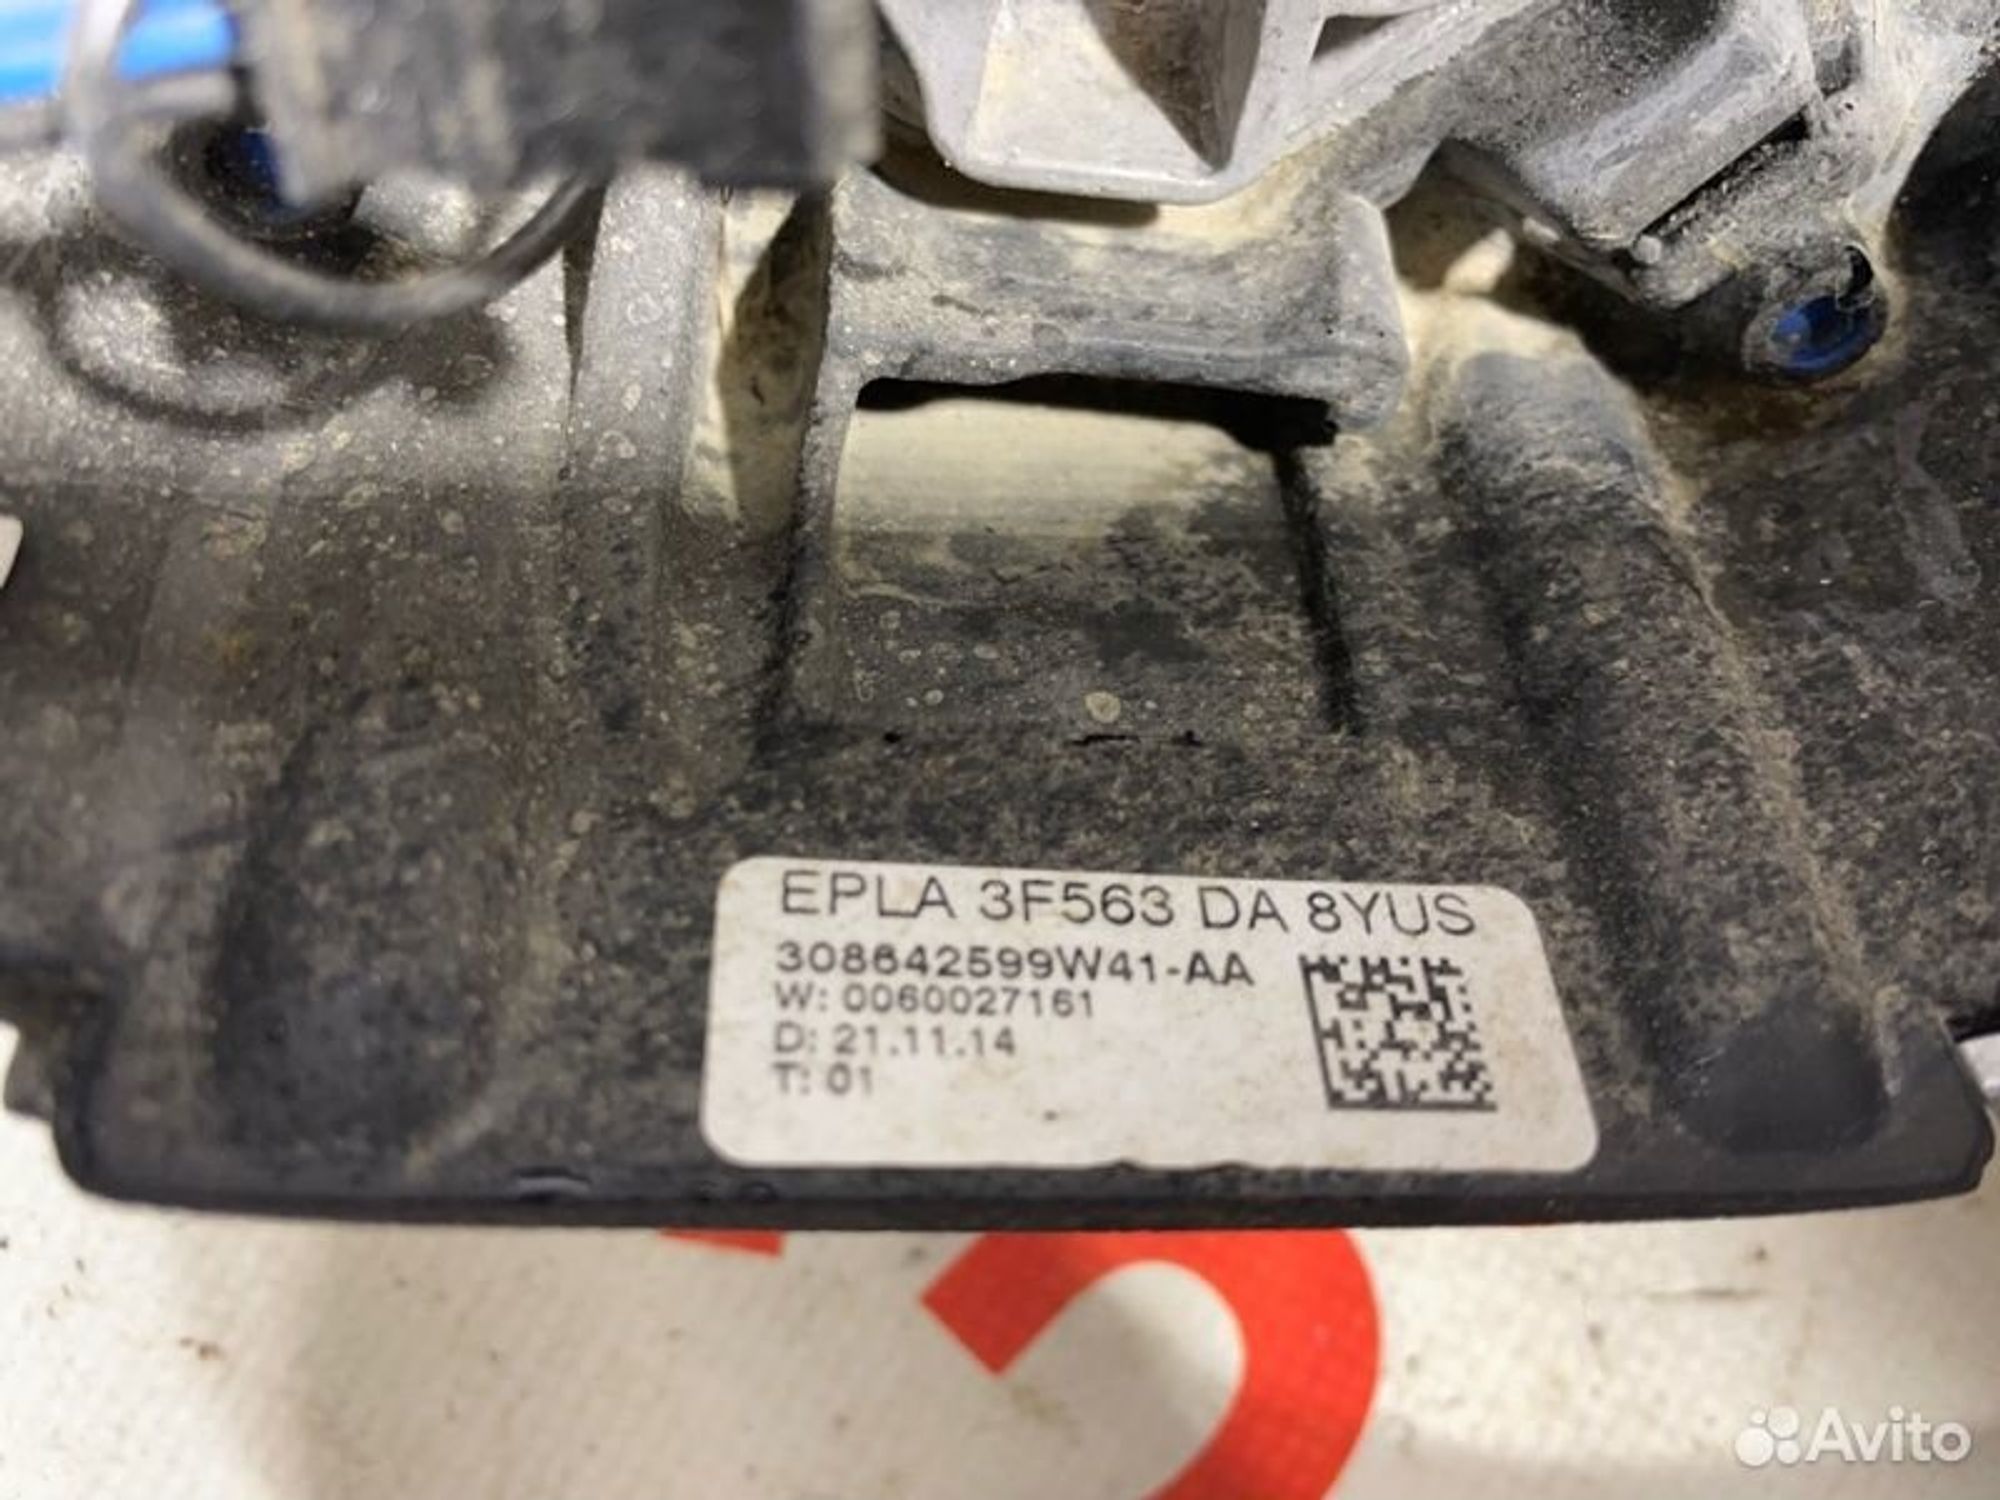 EPLA 3F563 DA 8YUS
308642599W41-AA
W: 0060027161
D: 21.11.14
T: 01
Avito